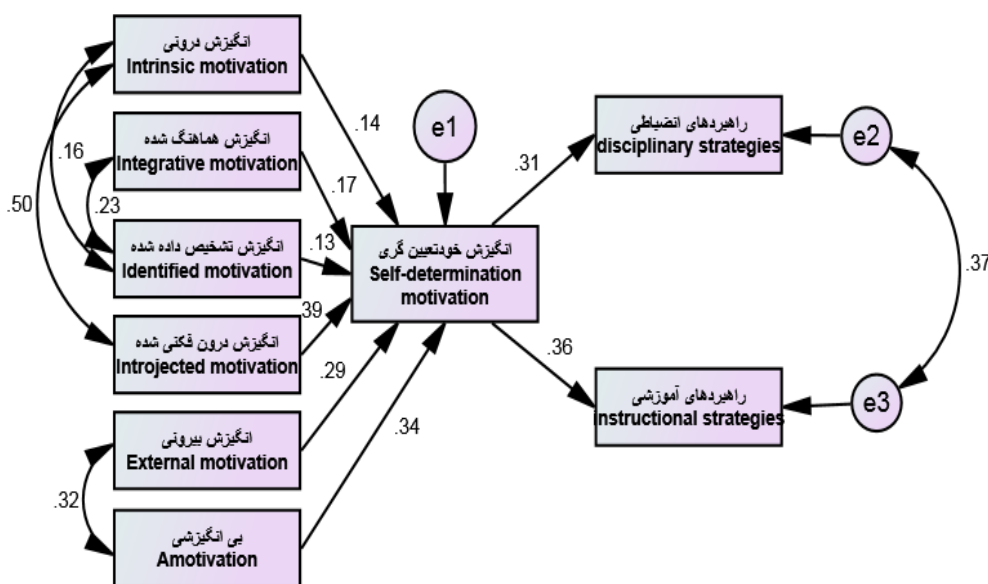 انگیزش درونی
Intrinsic motivation
انگیزش هماهنگ شده
Integrative motivation
انگیزش تشخیص داده شده
Identified motivation
انگیزش درون فکنی شده
Introjected motivation
انگیزش بیرونی
External motivation
بی انگیزشی
Amotivation
.16
.50
.23
.32
.14
.17
.13
.39
.29
.34
e1
انگیزش خودتعیین گری
Self-determination
motivation
.31
.36
راهبردهای انضباطی
disciplinary strategies
راهبردهای آموزشی
instructional strategies
e2
e3
.37